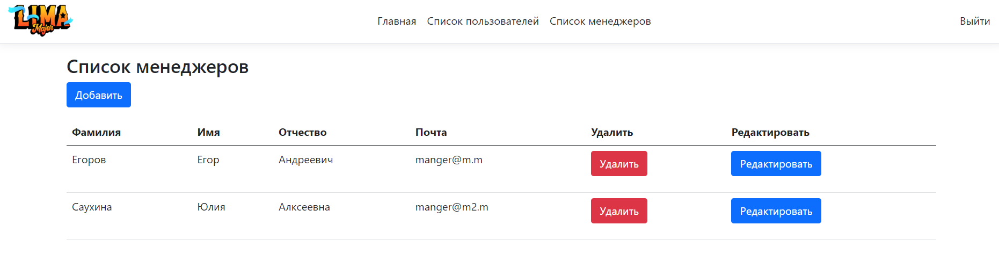 LIMA
Major
Главная Список пользователей Список менеджеров Выйти
Список менеджеров
Добавить
Фамилия Имя Отчество Почта Удалить Редактировать
Егоров Егор Андреевич manger@m.m Удалить Редактировать
Саухина Юлия Алксеевна manger@m2.m Удалить Редактировать